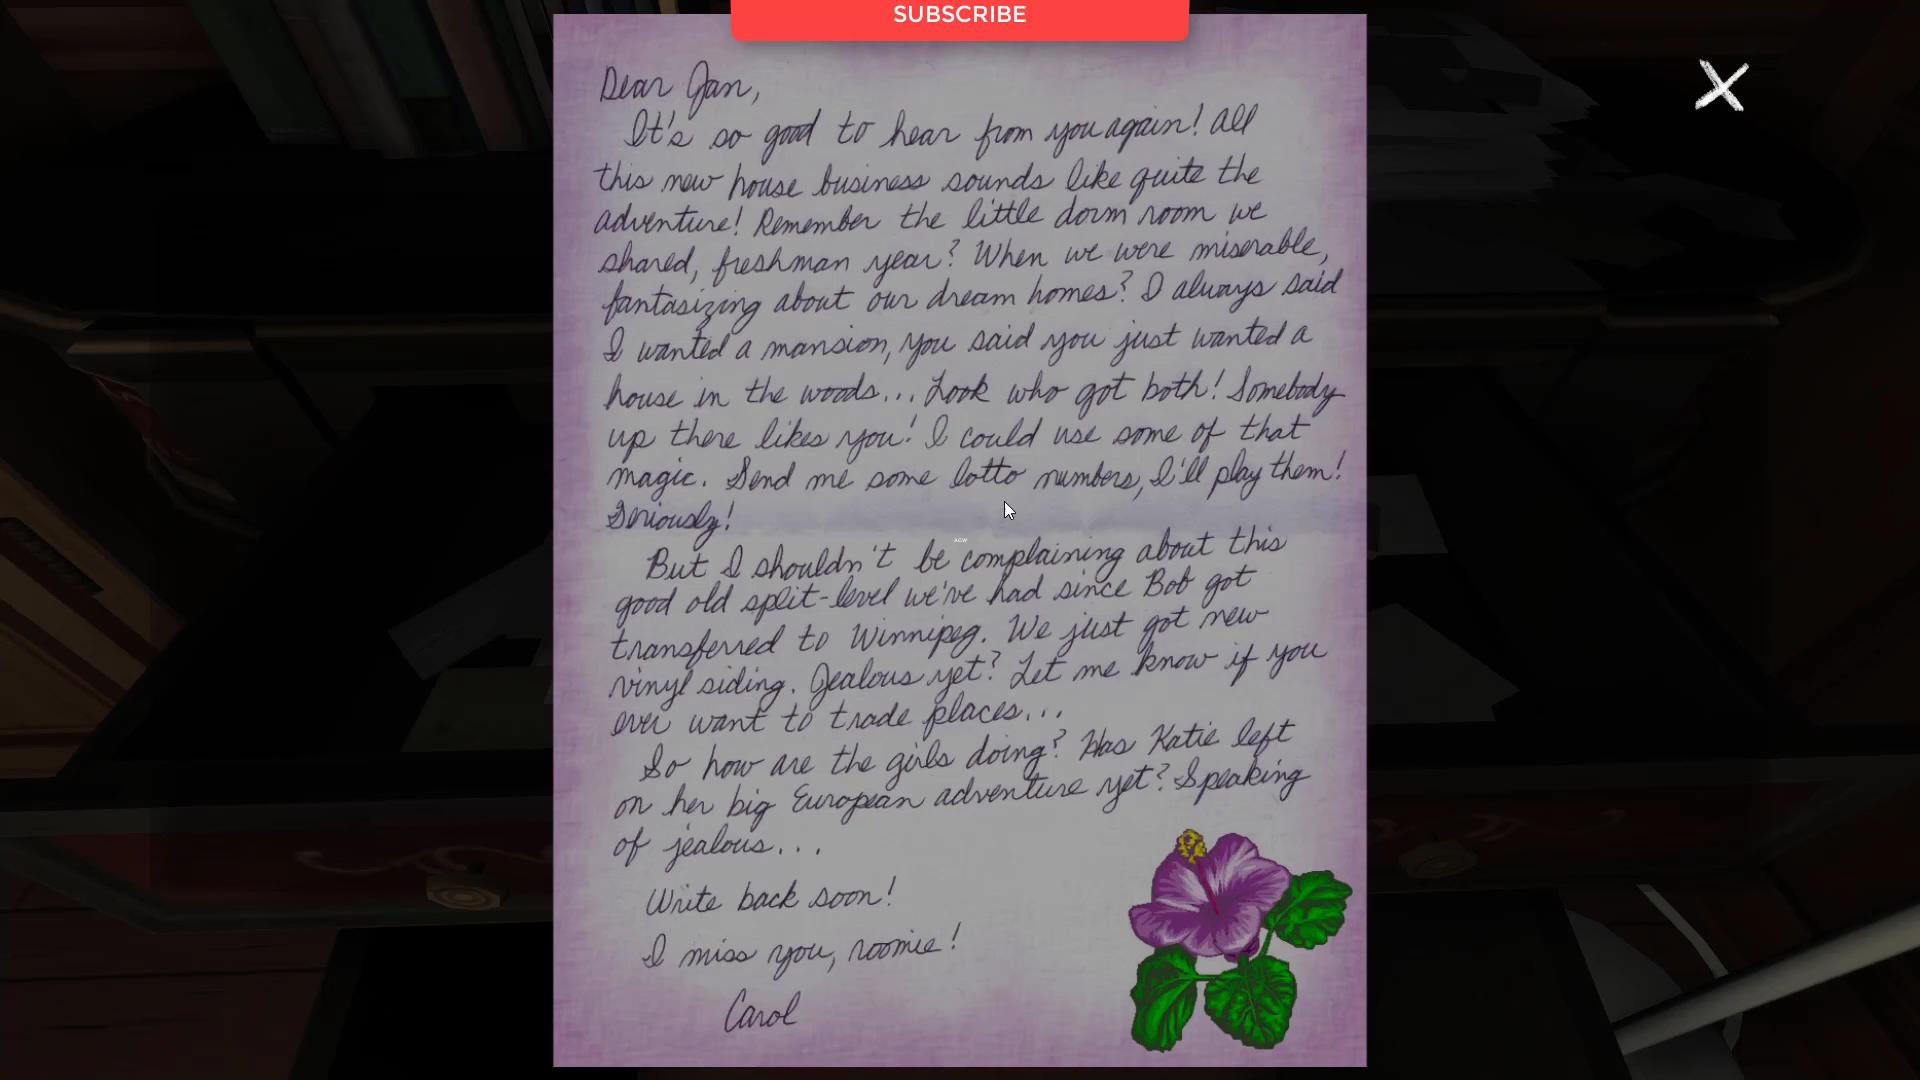 SUBSCRIBE
Dear Jan,
It's so good to hear from you again! All
this new house business sounds like quite the
adventure! Remember the little dorm room we
shared, freshman year? When we were miserable,
fantasizing about our dream homes? I always said
I wanted a mansion, you said you just wanted a
house in the woods... Look who got both! Somebody
up there likes you! I could use some of that
magic. Send me some lotto numbers, I'll play them!
Seriously!
But I shouldn't be complaining about this
good old split-level we've had since Bob got
transferred to Winnipeg. We just got new
vinyl siding. Jealous yet? Let me know if you
ever want to trade places...
So how are the girls doing? Has Katie left
on her big European adventure yet? Speaking
of jealous...
Write back soon!
I miss you, roomie!
Carol